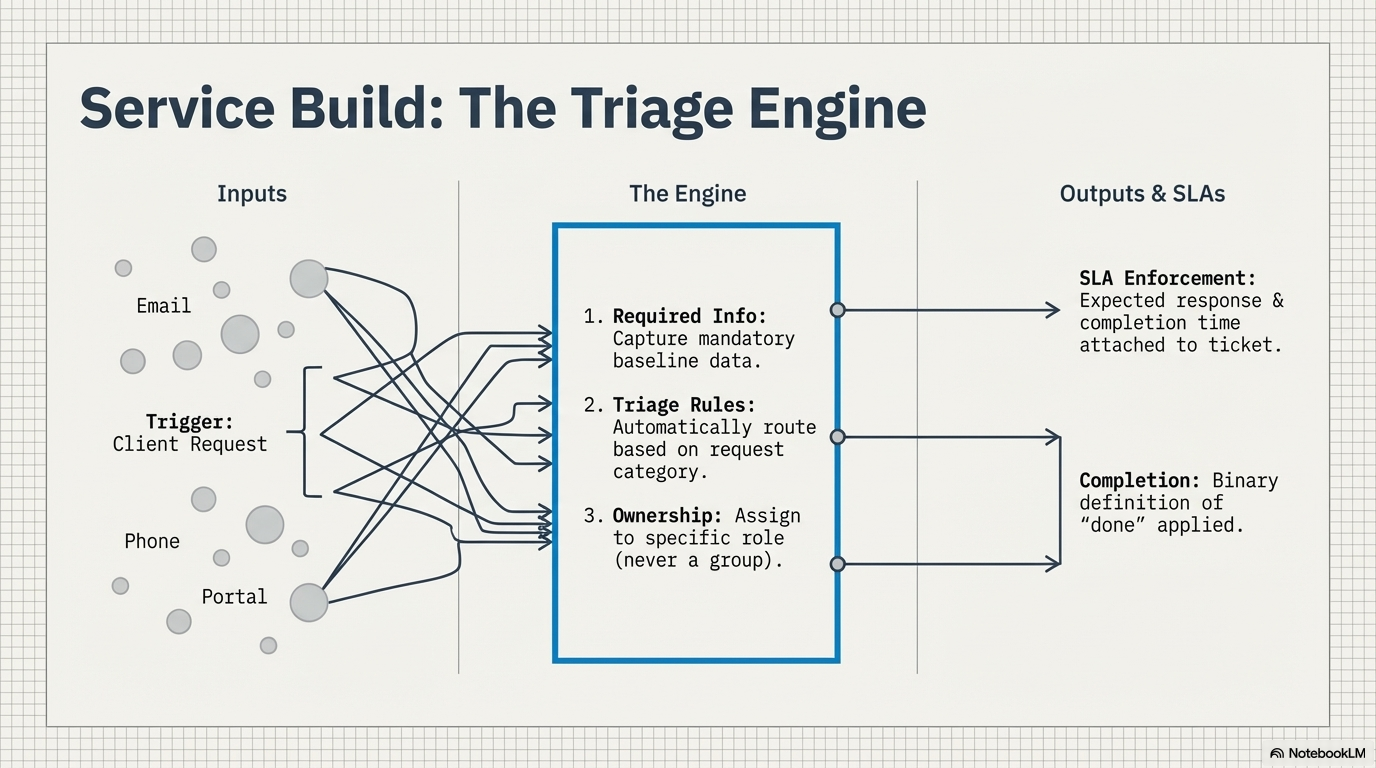 Service Build: The Triage Engine
Inputs
Email
Trigger:
Client Request
Phone
Portal
The Engine
1. Required Info:
Capture mandatory
baseline data.
2. Triage Rules:
Automatically route
based on request
category.
3. Ownership: Assign
to specific role
(never a group).
Outputs & SLAs
SLA Enforcement:
Expected response &
completion time
attached to ticket.
Completion: Binary
definition of
“done” applied.
NotebookLM